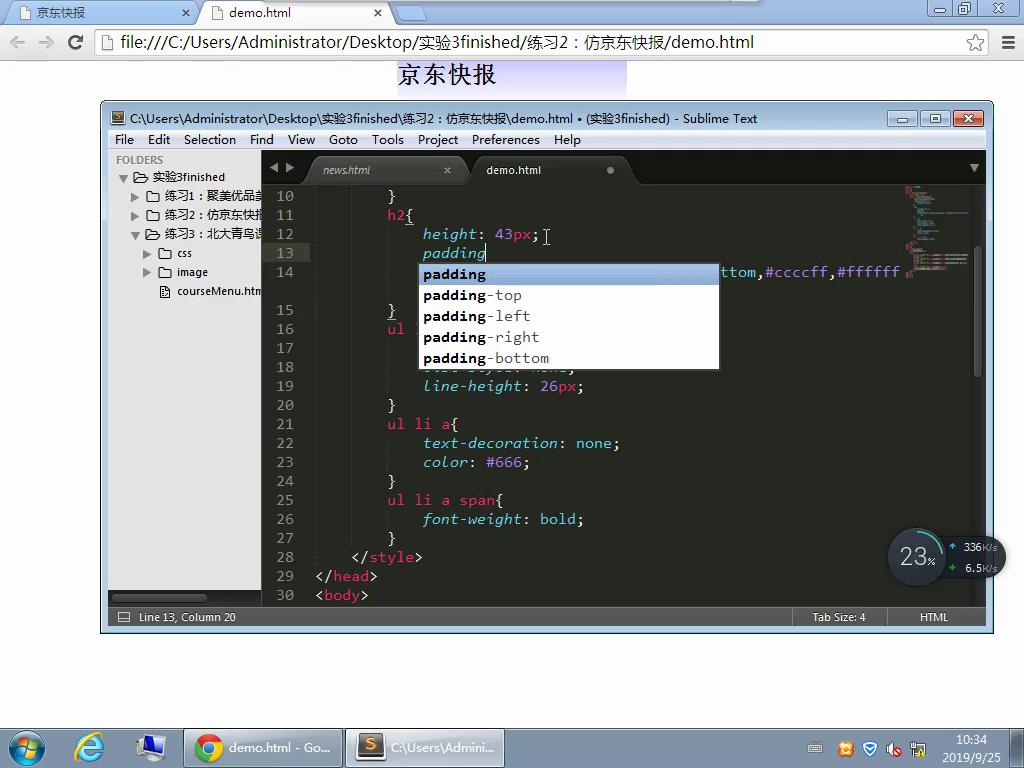 京东快报
demo.html
file:///C:/Users/Administrator/Desktop/实验3finished/练习2：仿京东快报/demo.html
京东快报
C:\Users\Administrator\Desktop\实验3finished\练习2：仿京东快报\demo.html • (实验3finished) - Sublime Text
File Edit Selection Find View Goto Tools Project Preferences Help
FOLDERS
实验3finished
练习1：聚美优品
练习2：仿京东快报
练习3：北大青鸟课
css
image
courseMenu.htm
news.html
demo.html
10 }
11 h2{
12 height: 43px;
13 padding
padding
padding-top
padding-left
padding-right
padding-bottom
14 ttom,#ccccff,#ffffff
15 }
16 ul
17
18
19 line-height: 26px;
20 }
21 ul li a{
22 text-decoration: none;
23 color: #666;
24 }
25 ul li a span{
26 font-weight: bold;
27 }
28 </style>
29 </head>
30 <body>
23%
336K/s
6.5K/s
Line 13, Column 20
Tab Size: 4
HTML
demo.html - Go...
C:\Users\Admini...
10:34
2019/9/25